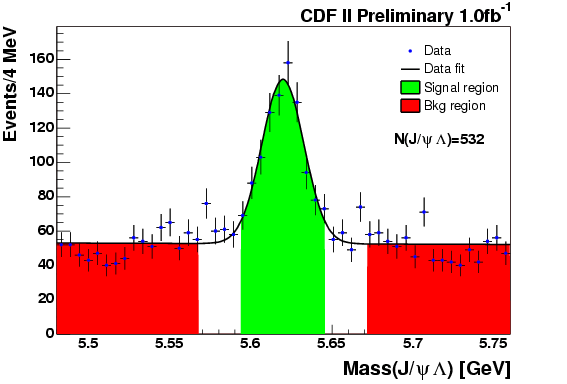 CDF II Preliminary 1.0fb⁻¹
Events/4 MeV
160
140
120
100
80
60
40
20
0
Data
Data fit
Signal region
Bkg region
N(J/ψ Λ)=532
5.5 5.55 5.6 5.65 5.7 5.75
Mass(J/ψ Λ) [GeV]